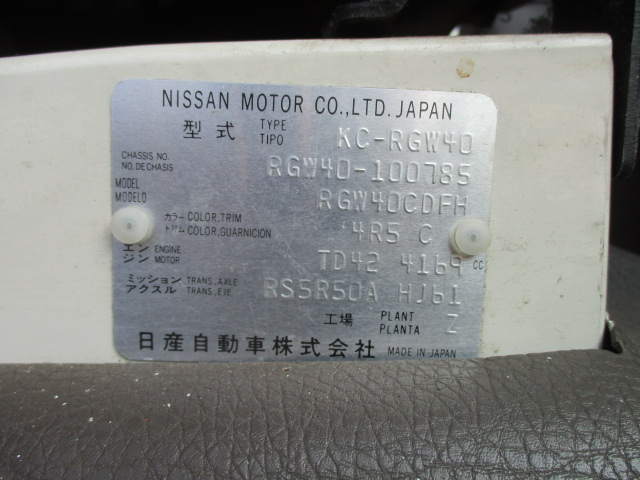 NISSAN MOTOR CO.,LTD. JAPAN
型式 TYPE TIPO KC-RGW40
CHASSIS NO. NO. DE CHASIS RGW40-100785
MODEL MODELO RGW40CDFH
カラー COLOR, TRIM
トリム COLOR, GUARNICION 4R5 C
エンジン ENGINE MOTOR TD42 4169 cc
ミッション TRANS., AXLE
アクスル TRANS., EJE RS5R50A HJ61
工場 PLANT PLANTA Z
日産自動車株式会社 MADE IN JAPAN